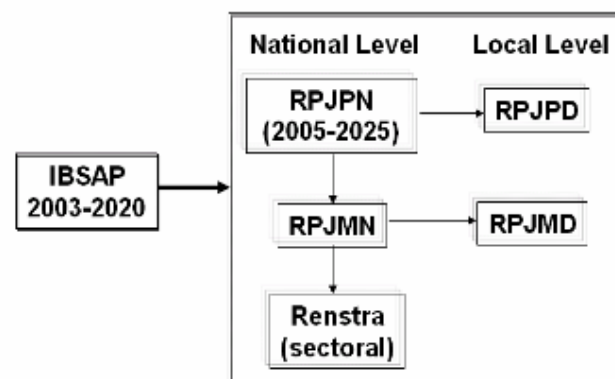 National Level
Local Level
RPJPN
(2005-2025)
RPJPD
IBSAP
2003-2020
RPJMN
RPJMD
Renstra
(sectoral)